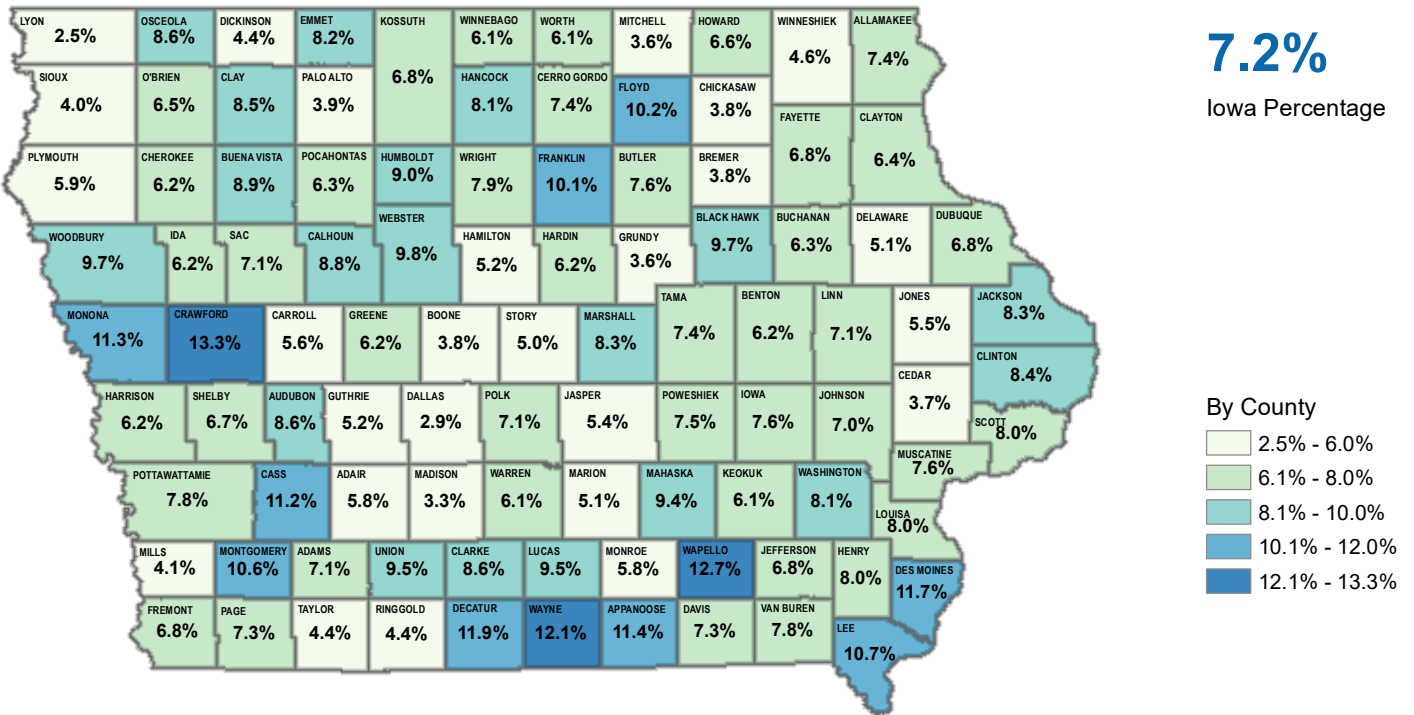 LYON
2.5%
OSCEOLA
8.6%
DICKINSON
4.4%
EMMET
8.2%
KOSSUTH
6.8%
WINNEBAGO
6.1%
WORTH
6.1%
MITCHELL
3.6%
HOWARD
6.6%
WINNESHIEK
4.6%
ALLAMAKEE
7.4%
SIOUX
4.0%
O'BRIEN
6.5%
CLAY
8.5%
PALO ALTO
3.9%
HANCOCK
8.1%
CERRO GORDO
7.4%
FLOYD
10.2%
CHICKASAW
3.8%
FAYETTE
6.8%
CLAYTON
6.4%
PLYMOUTH
5.9%
CHEROKEE
6.2%
BUENA VISTA
8.9%
POCAHONTAS
6.3%
HUMBOLDT
9.0%
WRIGHT
7.9%
FRANKLIN
10.1%
BUTLER
7.6%
BREMER
3.8%
WOODBURY
9.7%
IDA
6.2%
SAC
7.1%
CALHOUN
8.8%
WEBSTER
9.8%
HAMILTON
5.2%
HARDIN
6.2%
GRUNDY
3.6%
BLACK HAWK
9.7%
BUCHANAN
6.3%
DELAWARE
5.1%
DUBUQUE
6.8%
MONONA
11.3%
CRAWFORD
13.3%
CARROLL
5.6%
GREENE
6.2%
BOONE
3.8%
STORY
5.0%
MARSHALL
8.3%
TAMA
7.4%
BENTON
6.2%
LINN
7.1%
JONES
5.5%
JACKSON
8.3%
CLINTON
8.4%
CEDAR
3.7%
HARRISON
6.2%
SHELBY
6.7%
AUDUBON
8.6%
GUTHRIE
5.2%
DALLAS
2.9%
POLK
7.1%
JASPER
5.4%
POWESHIEK
7.5%
IOWA
7.6%
JOHNSON
7.0%
SCOTT
8.0%
MUSCATINE
7.6%
POTTAWATTAMIE
7.8%
CASS
11.2%
ADAIR
5.8%
MADISON
3.3%
WARREN
6.1%
MARION
5.1%
MAHASKA
9.4%
KEOKUK
6.1%
WASHINGTON
8.1%
LOUISA
8.0%
MILLS
4.1%
MONTGOMERY
10.6%
ADAMS
7.1%
UNION
9.5%
CLARKE
8.6%
LUCAS
9.5%
MONROE
5.8%
WAPELLO
12.7%
JEFFERSON
6.8%
HENRY
8.0%
DES MOINES
11.7%
FREMONT
6.8%
PAGE
7.3%
TAYLOR
4.4%
RINGGOLD
4.4%
DECATUR
11.9%
WAYNE
12.1%
APPANOOSE
11.4%
DAVIS
7.3%
VAN BUREN
7.8%
LEE
10.7%
7.2%
Iowa Percentage
By County
2.5% - 6.0%
6.1% - 8.0%
8.1% - 10.0%
10.1% - 12.0%
12.1% - 13.3%